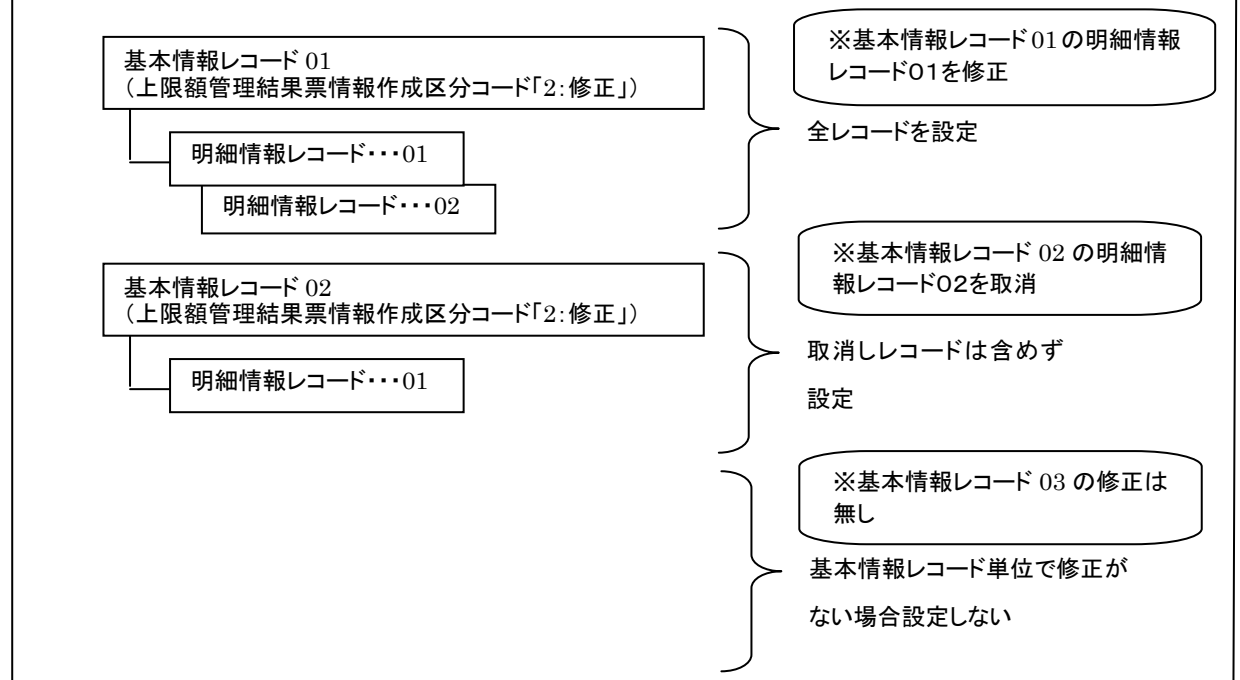 基本情報レコード 01
（上限額管理結果票情報作成区分コード「2:修正」）
明細情報レコード･･･01
明細情報レコード･･･02
※基本情報レコード01の明細情報
レコード０１を修正
全レコードを設定
基本情報レコード 02
（上限額管理結果票情報作成区分コード「2:修正」）
明細情報レコード･･･01
※基本情報レコード 02 の明細情
報レコード０２を取消
取消しレコードは含めず
設定
※基本情報レコード 03 の修正は
無し
基本情報レコード単位で修正が
ない場合設定しない